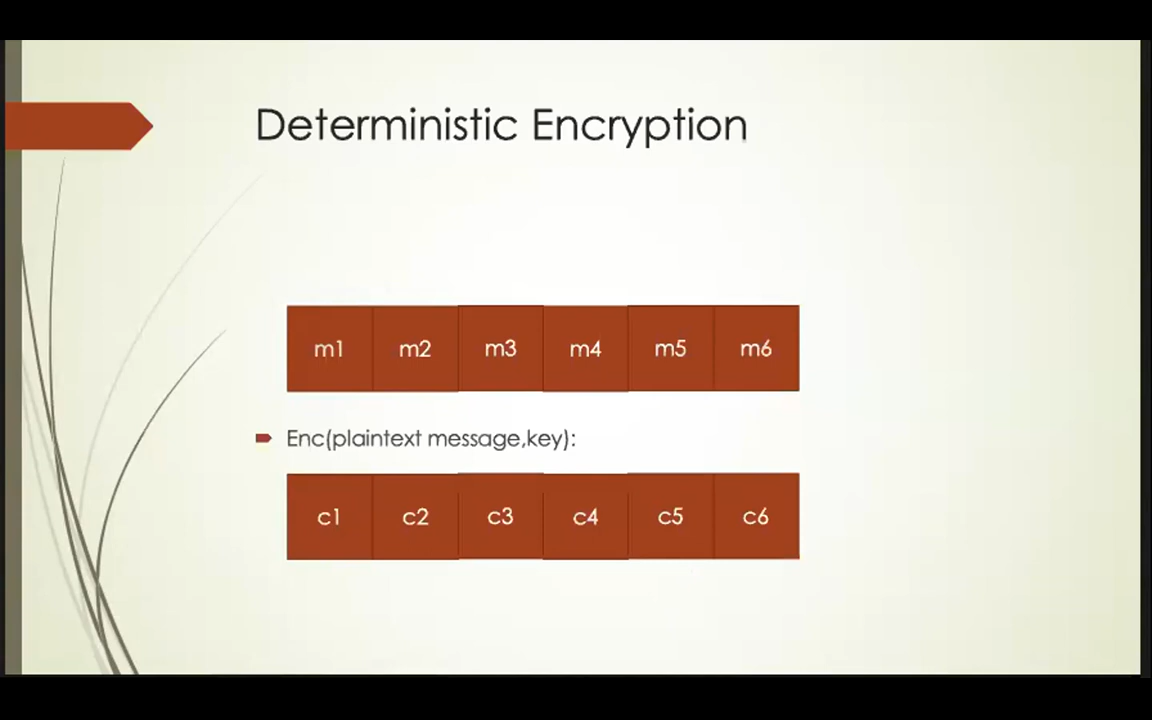 Deterministic Encryption
m1 m2 m3 m4 m5 m6
Enc(plaintext message,key):
c1 c2 c3 c4 c5 c6